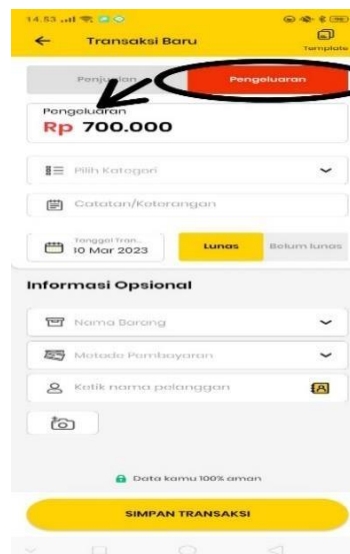 14.53
Transaksi Baru
Template
Penjualan
Pengeluaran
Pengeluaran
Rp 700.000
Pilih Kategori
Catatan/Keterangan
Tanggal Tran...
10 Mar 2023
Lunas
Belum lunas
Informasi Opsional
Nama Barang
Metode Pembayaran
Ketik nama pelanggan
Data kamu 100% aman
SIMPAN TRANSAKSI